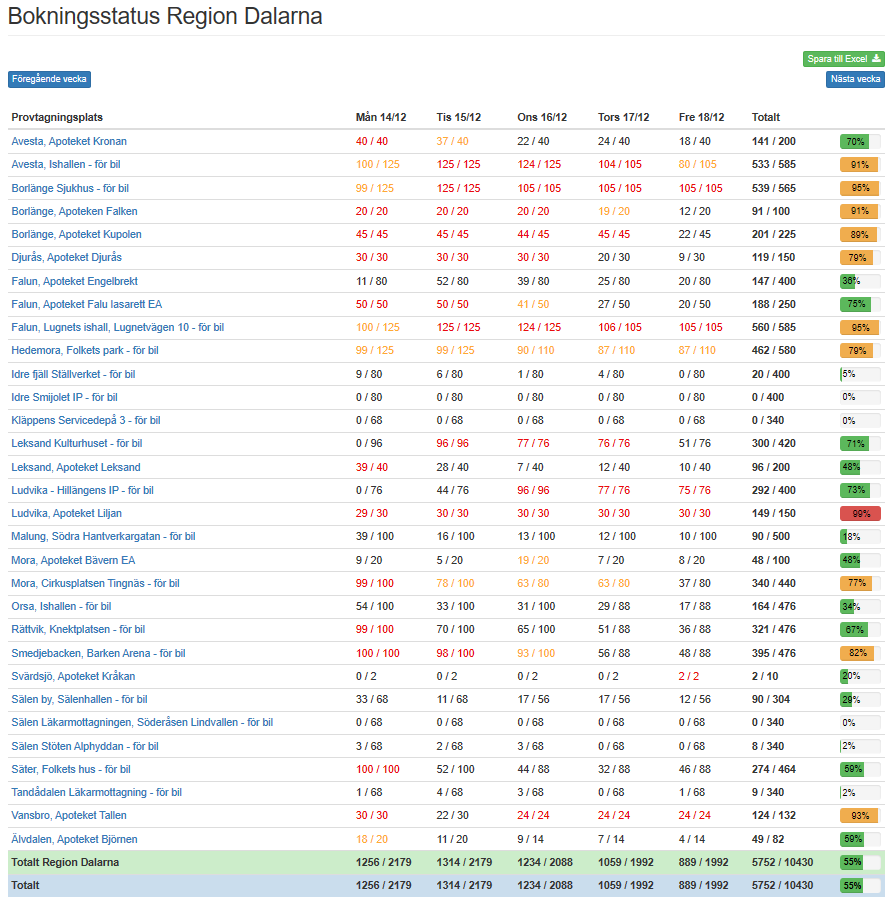 Bokningsstatus Region Dalarna
Spara till Excel
Föregående vecka Nästa vecka
Provtagningsplats Mån 14/12 Tis 15/12 Ons 16/12 Tors 17/12 Fre 18/12 Totalt
Avesta, Apoteket Kronan 40 / 40 37 / 40 22 / 40 24 / 40 18 / 40 141 / 200 70%
Avesta, Ishallen - för bil 100 / 125 125 / 125 124 / 125 104 / 105 80 / 105 533 / 585 91%
Borlänge Sjukhus - för bil 99 / 125 125 / 125 105 / 105 105 / 105 105 / 105 539 / 565 95%
Borlänge, Apoteken Falken 20 / 20 20 / 20 20 / 20 19 / 20 12 / 20 91 / 100 91%
Borlänge, Apoteket Kupolen 45 / 45 45 / 45 44 / 45 45 / 45 22 / 45 201 / 225 89%
Djurås, Apoteket Djurås 30 / 30 30 / 30 30 / 30 20 / 30 9 / 30 119 / 150 79%
Falun, Apoteket Engelbrekt 11 / 80 52 / 80 39 / 80 25 / 80 20 / 80 147 / 400 36%
Falun, Apoteket Falu lasarett EA 50 / 50 50 / 50 41 / 50 27 / 50 20 / 50 188 / 250 75%
Falun, Lugnets ishall, Lugnetvägen 10 - för bil 100 / 125 125 / 125 124 / 125 106 / 105 105 / 105 560 / 585 95%
Hedemora, Folkets park - för bil 99 / 125 99 / 125 90 / 110 87 / 110 87 / 110 462 / 580 79%
Idre fjäll Ställverket - för bil 9 / 80 6 / 80 1 / 80 4 / 80 0 / 80 20 / 400 5%
Idre Smijolet IP - för bil 0 / 80 0 / 80 0 / 80 0 / 80 0 / 80 0 / 400 0%
Kläppens Servicedepå 3 - för bil 0 / 68 0 / 68 0 / 68 0 / 68 0 / 68 0 / 340 0%
Leksand Kulturhuset - för bil 0 / 96 96 / 96 77 / 76 76 / 76 51 / 76 300 / 420 71%
Leksand, Apoteket Leksand 39 / 40 28 / 40 7 / 40 12 / 40 10 / 40 96 / 200 48%
Ludvika - Hillängens IP - för bil 0 / 76 44 / 76 96 / 96 77 / 76 75 / 76 292 / 400 73%
Ludvika, Apoteket Liljan 29 / 30 30 / 30 30 / 30 30 / 30 30 / 30 149 / 150 99%
Malung, Södra Hantverkargatan - för bil 39 / 100 16 / 100 13 / 100 12 / 100 10 / 100 90 / 500 18%
Mora, Apoteket Bävern EA 9 / 20 5 / 20 19 / 20 7 / 20 8 / 20 48 / 100 48%
Mora, Cirkusplatsen Tingnäs - för bil 99 / 100 78 / 100 63 / 80 63 / 80 37 / 80 340 / 440 77%
Orsa, Ishallen - för bil 54 / 100 33 / 100 31 / 100 29 / 88 17 / 88 164 / 476 34%
Rättvik, Knektplatsen - för bil 99 / 100 70 / 100 65 / 100 51 / 88 36 / 88 321 / 476 67%
Smedjebacken, Barken Arena - för bil 100 / 100 98 / 100 93 / 100 56 / 88 48 / 88 395 / 476 82%
Svärdsjö, Apoteket Kråkan 0 / 2 0 / 2 0 / 2 0 / 2 2 / 2 2 / 10 20%
Sälen by, Sälenhallen - för bil 33 / 68 11 / 68 17 / 56 17 / 56 12 / 56 90 / 304 29%
Sälen Läkarmottagningen, Söderåsen Lindvallen - för bil 0 / 68 0 / 68 0 / 68 0 / 68 0 / 68 0 / 340 0%
Sälen Stöten Alphyddan - för bil 3 / 68 2 / 68 3 / 68 0 / 68 0 / 68 8 / 340 2%
Säter, Folkets hus - för bil 100 / 100 52 / 100 44 / 88 32 / 88 46 / 88 274 / 464 59%
Tandådalen Läkarmottagning - för bil 1 / 68 4 / 68 3 / 68 0 / 68 1 / 68 9 / 340 2%
Vansbro, Apoteket Tallen 30 / 30 22 / 30 24 / 24 24 / 24 24 / 24 124 / 132 93%
Älvdalen, Apoteket Björnen 18 / 20 11 / 20 9 / 14 7 / 14 4 / 14 49 / 82 59%
Totalt Region Dalarna 1256 / 2179 1314 / 2179 1234 / 2088 1059 / 1992 889 / 1992 5752 / 10430 55%
Totalt 1256 / 2179 1314 / 2179 1234 / 2088 1059 / 1992 889 / 1992 5752 / 10430 55%